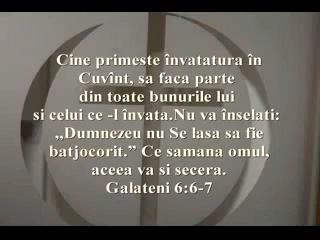 Cine primeste învatatura în
Cuvînt, sa faca parte
din toate bunurile lui
si celui ce -l învata.Nu va înselati:
,,Dumnezeu nu Se lasa sa fie
batjocorit.” Ce samana omul,
aceea va si secera.
Galateni 6:6-7